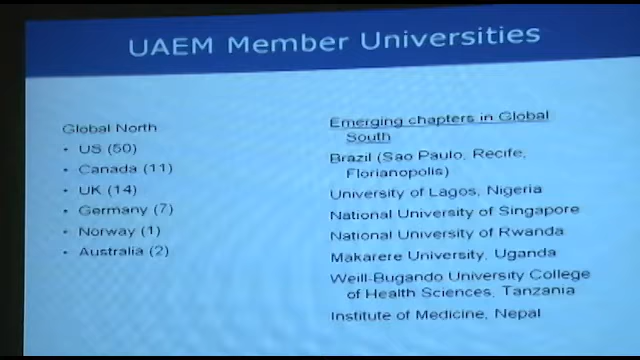 UAEM Member Universities
Global North
• US (50)
• Canada (11)
• UK (14)
• Germany (7)
• Norway (1)
• Australia (2)
Emerging chapters in Global
South
Brazil (Sao Paulo, Recife,
Florianopolis)
University of Lagos, Nigeria
National University of Singapore
National University of Rwanda
Makarere University, Uganda
Weill-Bugando University College
of Health Sciences, Tanzania
Institute of Medicine, Nepal